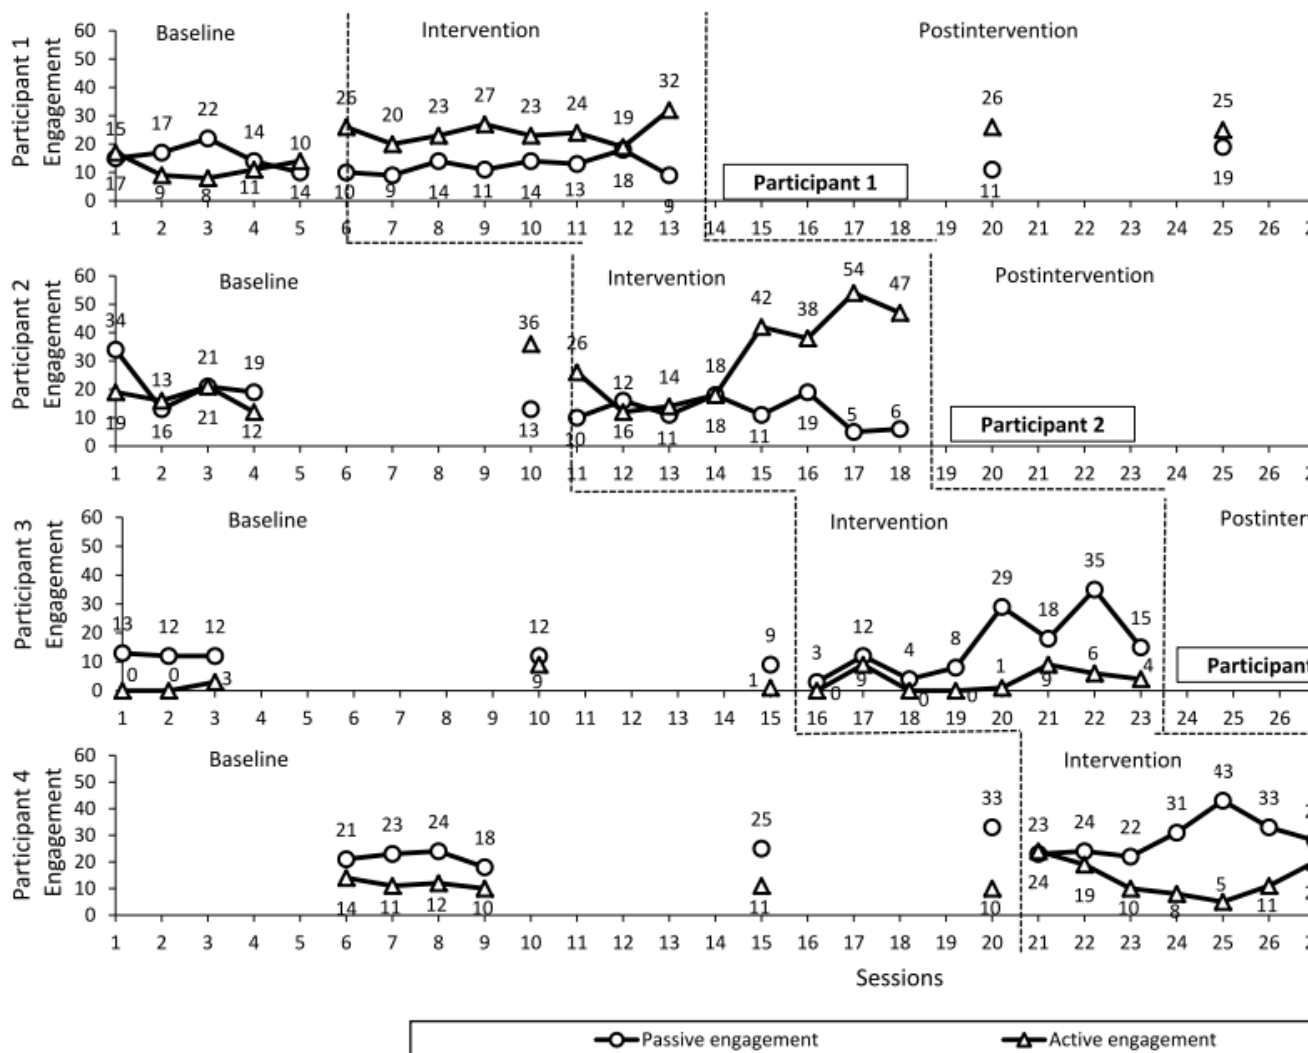 Participant 1
Engagement
Baseline
Intervention
Postintervention
60
50
40
30
20
10
0
15 17 22 14 10 20 23 27 23 24 19 32 26 25
17 9 8 11 14 10 9 14 11 14 13 18 9 11 19
Participant 1
1 2 3 4 5 6 7 8 9 10 11 12 13 14 15 16 17 18 19 20 21 22 23 24 25 26
Participant 2
Engagement
Baseline
Intervention
Postintervention
60
50
40
30
20
10
0
34 13 21 19 36 26 12 14 18 42 38 54 47
19 16 21 12 13 10 16 11 18 11 19 5 6
Participant 2
1 2 3 4 5 6 7 8 9 10 11 12 13 14 15 16 17 18 19 20 21 22 23 24 25 26
Participant 3
Engagement
Baseline
Intervention
Postinterv
60
50
40
30
20
10
0
13 12 12 12 9 3 12 4 8 29 18 35 15
0 0 3 9 1 0 9 0 0 1 9 6 4
Participant
1 2 3 4 5 6 7 8 9 10 11 12 13 14 15 16 17 18 19 20 21 22 23 24 25 26
Participant 4
Engagement
Baseline
Intervention
60
50
40
30
20
10
0
21 23 24 18 25 33 23 24 22 31 43 33
14 11 12 10 11 10 24 19 10 8 5 11
1 2 3 4 5 6 7 8 9 10 11 12 13 14 15 16 17 18 19 20 21 22 23 24 25 26
Sessions
Passive engagement
Active engagement